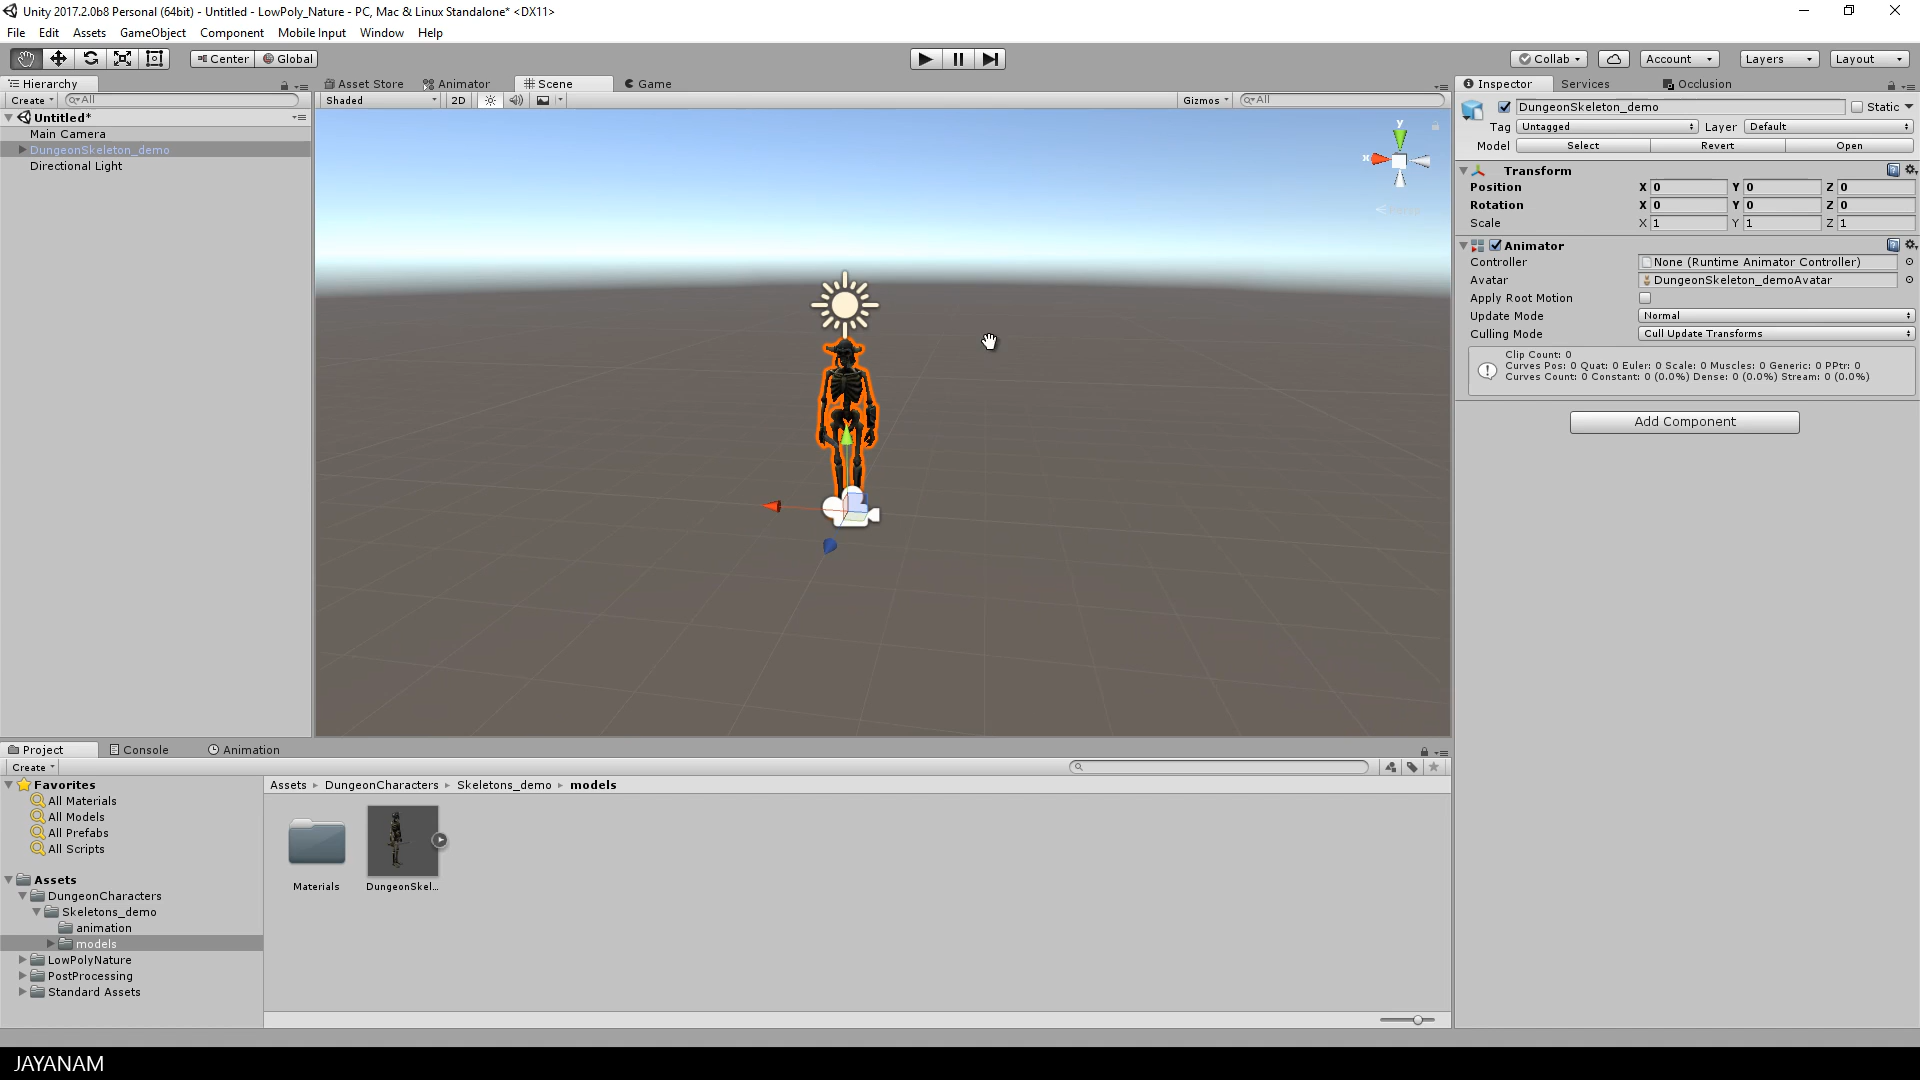 Unity 2017.2.0b8 Personal (64bit) - Untitled - LowPoly_Nature - PC, Mac & Linux Standalone* <DX11>
File Edit Assets GameObject Component Mobile Input Window Help
Center Global Collab Account Layers Layout
Hierarchy
Create All
Untitled*
Main Camera
DungeonSkeleton_demo
Directional Light
Asset Store Animator Scene Game
Shaded 2D Gizmos All
y
x
Inspector Services Occlusion
DungeonSkeleton_demo Static
Tag Untagged Layer Default
Model Select Revert Open
Transform
Position X 0 Y 0 Z 0
Rotation X 0 Y 0 Z 0
Scale X 1 Y 1 Z 1
Animator
Controller None (Runtime Animator Controller)
Avatar DungeonSkeleton_demoAvatar
Apply Root Motion
Update Mode Normal
Culling Mode Cull Update Transforms
Clip Count: 0
Curves Pos: 0 Quat: 0 Euler: 0 Scale: 0 Muscles: 0 Generic: 0 PPtr: 0
Curves Count: 0 Constant: 0 (0.0%) Dense: 0 (0.0%) Stream: 0 (0.0%)
Add Component
Project Console Animation
Create
Favorites
All Materials
All Models
All Prefabs
All Scripts
Assets
DungeonCharacters
Skeletons_demo
animation
models
LowPolyNature
PostProcessing
Standard Assets
Assets DungeonCharacters Skeletons_demo models
Materials DungeonSkel...
JAYANAM